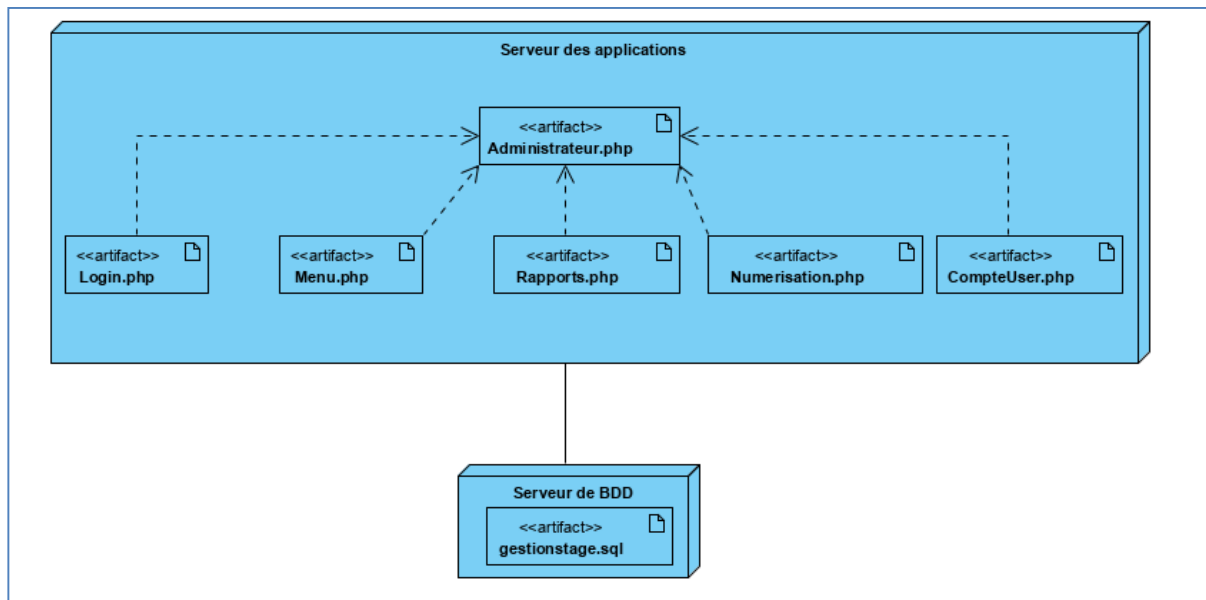 Serveur des applications
<<artifact>>
Administrateur.php
<<artifact>>
Login.php
<<artifact>>
Menu.php
<<artifact>>
Rapports.php
<<artifact>>
Numerisation.php
<<artifact>>
CompteUser.php
Serveur de BDD
<<artifact>>
gestionstage.sql